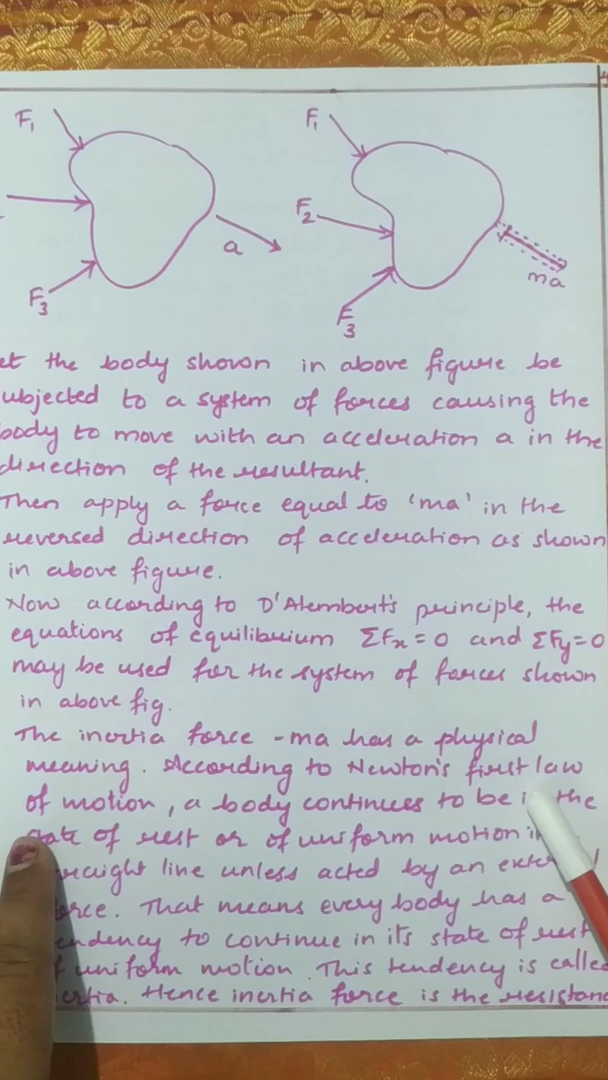 F1
F1
F2
a
F3
ma
F3
et the body shown in above figure be
ubjected to a system of forces causing the
body to move with an acceleration a in the
direction of the resultant.
Then apply a force equal to 'ma' in the
reversed direction of acceleration as shown
in above figure.
Now according to D'Alembert's principle, the
equations of equilibrium ΣFx = 0 and ΣFy = 0
may be used for the system of forces shown
in above fig.
The inertia force -ma has a physical
meaning. According to Newton's first law
of motion, a body continues to be the
of rest or of uniform motion
line unless acted by an
That means every body has a
endency to continue in its state of rest
uniform motion. This tendency is called
Hence inertia force is the resistan